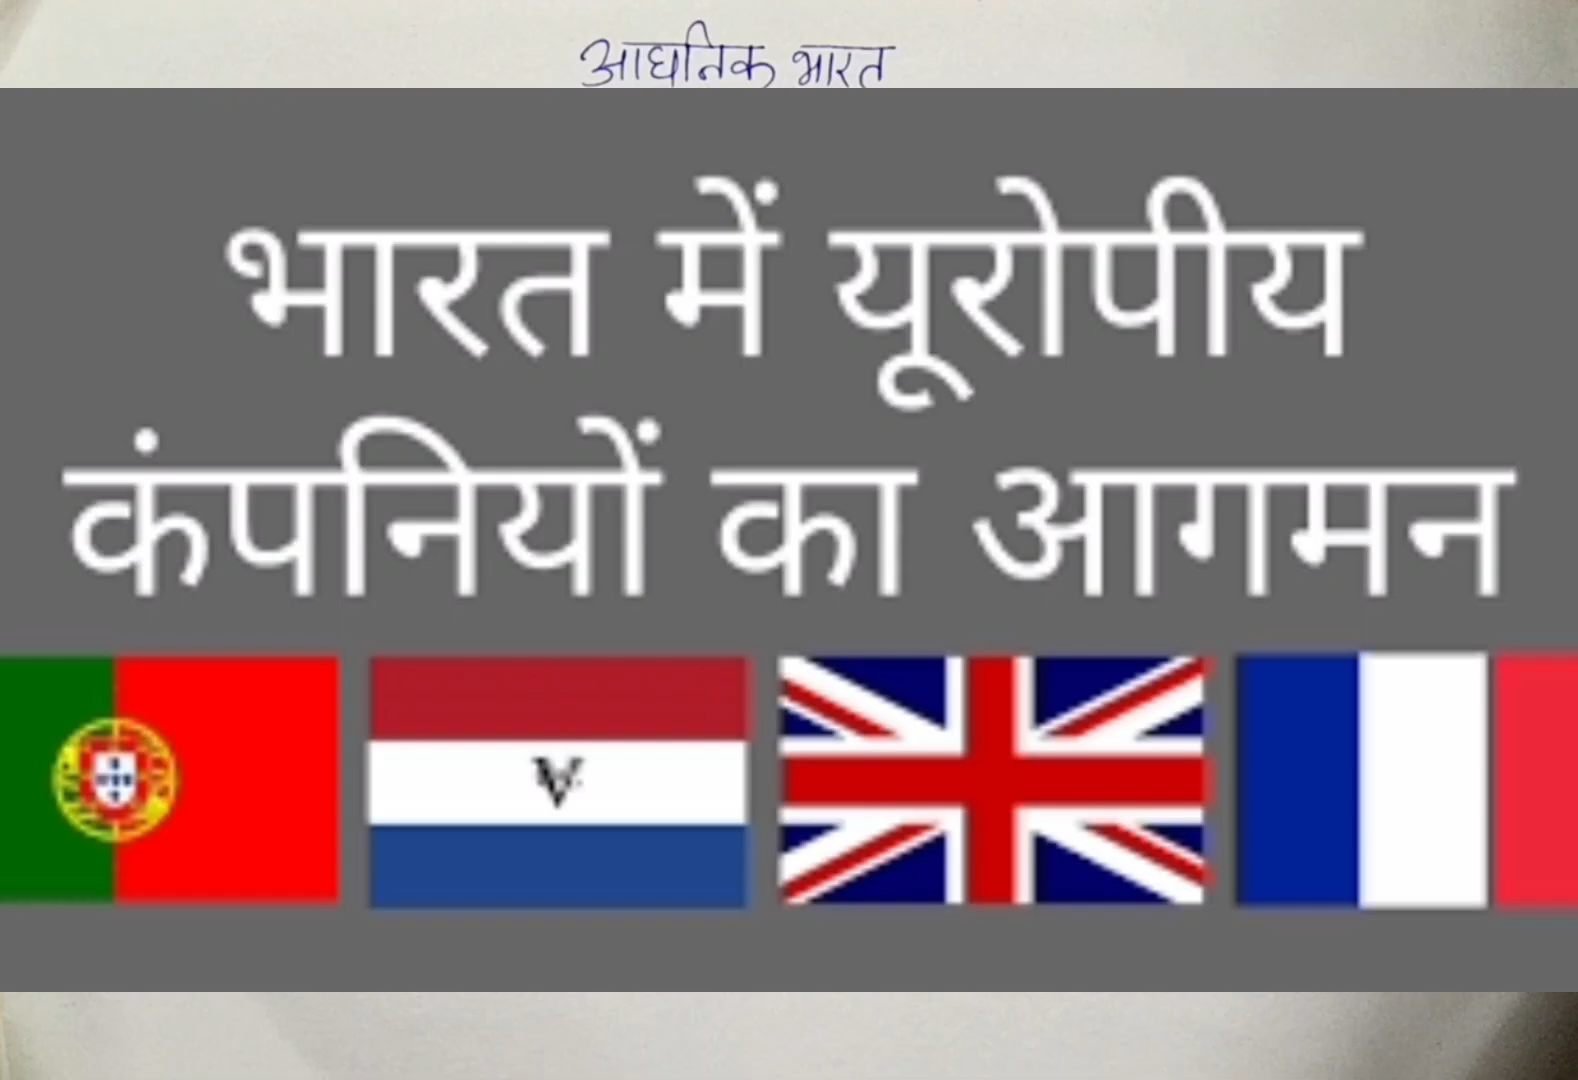 आधुनिक भारत
भारत में यूरोपीय
कंपनियों का आगमन
V